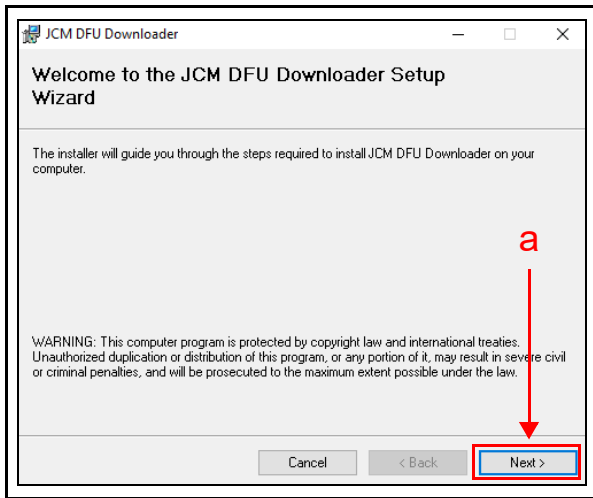 JCM DFU Downloader
Welcome to the JCM DFU Downloader Setup
Wizard
The installer will guide you through the steps required to install JCM DFU Downloader on your
computer.
a
WARNING: This computer program is protected by copyright law and international treaties.
Unauthorized duplication or distribution of this program, or any portion of it, may result in severe civil
or criminal penalties, and will be prosecuted to the maximum extent possible under the law.
Cancel < Back Next >